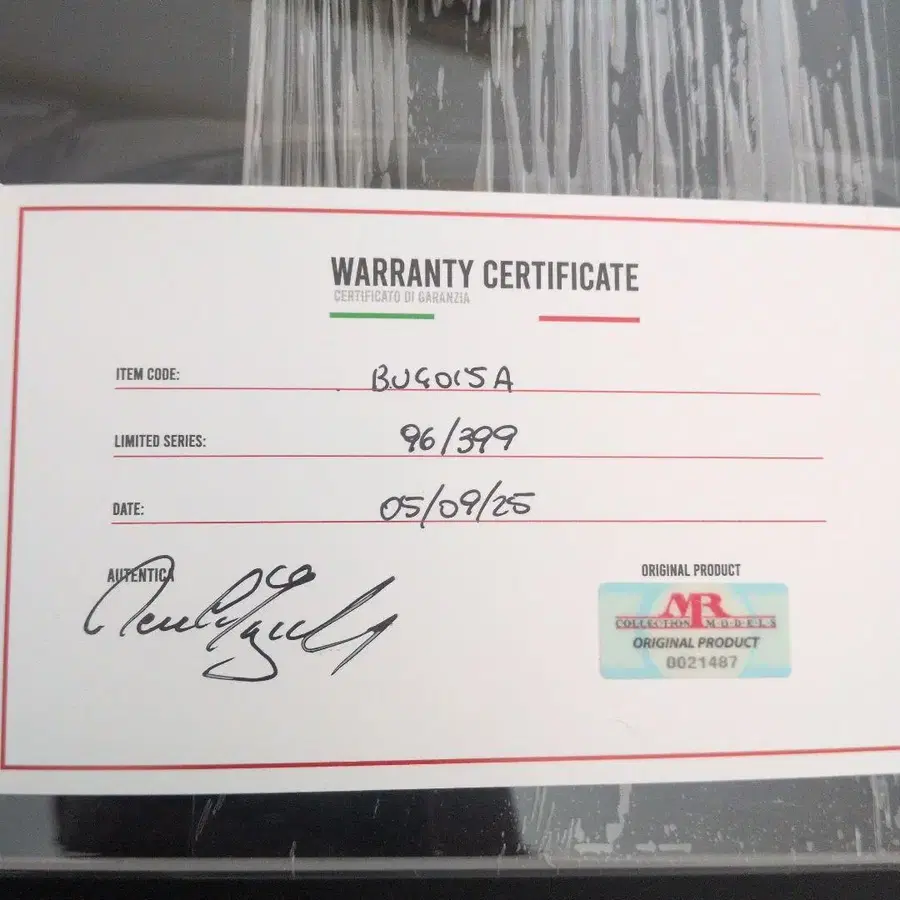 WARRANTY CERTIFICATE
CERTIFICATO DI GARANZIA
ITEM CODE: BUG015A
LIMITED SERIES: 96/399
DATE: 05/09/25
AUTENTICA
ORIGINAL PRODUCT
MR
COLLECTION MODELS
ORIGINAL PRODUCT
0021487